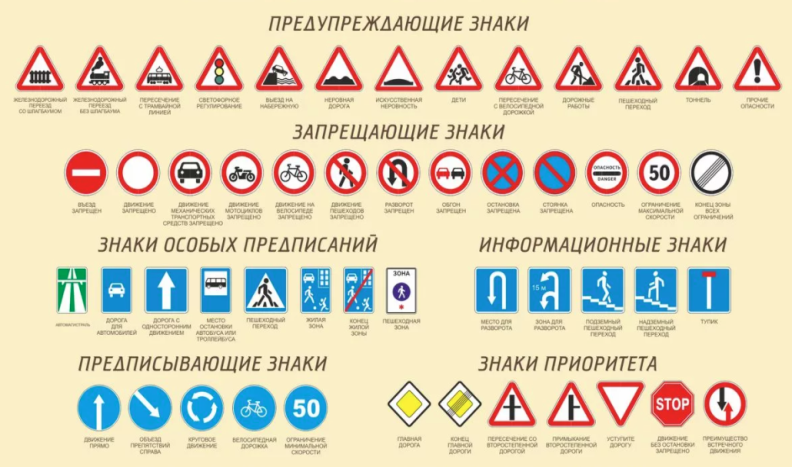 ПРЕДУПРЕЖДАЮЩИЕ ЗНАКИ
ЖЕЛЕЗНОДОРОЖНЫЙ
ПЕРЕЕЗД
СО ШЛАГБАУМОМ
ЖЕЛЕЗНОДОРОЖНЫЙ
ПЕРЕЕЗД
БЕЗ ШЛАГБАУМА
ПЕРЕСЕЧЕНИЕ
С ТРАМВАЙНОЙ
ЛИНИЕЙ
СВЕТОФОРНОЕ
РЕГУЛИРОВАНИЕ
ВЫЕЗД НА
НАБЕРЕЖНУЮ
НЕРОВНАЯ
ДОРОГА
ИСКУССТВЕННАЯ
НЕРОВНОСТЬ
ДЕТИ
ПЕРЕСЕЧЕНИЕ
С ВЕЛОСИПЕДНОЙ
ДОРОЖКОЙ
ДОРОЖНЫЕ
РАБОТЫ
ПЕШЕХОДНЫЙ
ПЕРЕХОД
ТОННЕЛЬ
ПРОЧИЕ
ОПАСНОСТИ
ЗАПРЕЩАЮЩИЕ ЗНАКИ
ОПАСНОСТЬ
DANGER
50
ВЪЕЗД
ЗАПРЕЩЕН
ДВИЖЕНИЕ
ЗАПРЕЩЕНО
ДВИЖЕНИЕ
МЕХАНИЧЕСКИХ
ТРАНСПОРТНЫХ
СРЕДСТВ ЗАПРЕЩЕНО
ДВИЖЕНИЕ
МОТОЦИКЛОВ
ЗАПРЕЩЕНО
ДВИЖЕНИЕ НА
ВЕЛОСИПЕДЕ
ЗАПРЕЩЕНО
ДВИЖЕНИЕ
ПЕШЕХОДОВ
ЗАПРЕЩЕНО
РАЗВОРОТ
ЗАПРЕЩЕН
ОБГОН
ЗАПРЕЩЕН
ОСТАНОВКА
ЗАПРЕЩЕНА
СТОЯНКА
ЗАПРЕЩЕНА
ОПАСНОСТЬ
ОГРАНИЧЕНИЕ
МАКСИМАЛЬНОЙ
СКОРОСТИ
КОНЕЦ ЗОНЫ
ВСЕХ
ОГРАНИЧЕНИЙ
ЗНАКИ ОСОБЫХ ПРЕДПИСАНИЙ
ЗОНА
АВТОМАГИСТРАЛЬ
ДОРОГА
ДЛЯ
АВТОМОБИЛЕЙ
ДОРОГА С
ОДНОСТОРОННИМ
ДВИЖЕНИЕМ
МЕСТО
ОСТАНОВКИ
АВТОБУСА ИЛИ
ТРОЛЛЕЙБУСА
ПЕШЕХОДНЫЙ
ПЕРЕХОД
ЖИЛАЯ
ЗОНА
КОНЕЦ
ЖИЛОЙ
ЗОНЫ
ПЕШЕХОДНАЯ
ЗОНА
ИНФОРМАЦИОННЫЕ ЗНАКИ
15 м
МЕСТО ДЛЯ
РАЗВОРОТА
ЗОНА ДЛЯ
РАЗВОРОТА
ПОДЗЕМНЫЙ
ПЕШЕХОДНЫЙ
ПЕРЕХОД
НАДЗЕМНЫЙ
ПЕШЕХОДНЫЙ
ПЕРЕХОД
ТУПИК
ПРЕДПИСЫВАЮЩИЕ ЗНАКИ
50
ДВИЖЕНИЕ
ПРЯМО
ОБЪЕЗД
ПРЕПЯТСТВИЙ
СПРАВА
КРУГОВОЕ
ДВИЖЕНИЕ
ВЕЛОСИПЕДНАЯ
ДОРОЖКА
ОГРАНИЧЕНИЕ
МИНИМАЛЬНОЙ
СКОРОСТИ
ЗНАКИ ПРИОРИТЕТА
STOP
ГЛАВНАЯ
ДОРОГА
КОНЕЦ
ГЛАВНОЙ
ДОРОГИ
ПЕРЕСЕЧЕНИЕ СО
ВТОРОСТЕПЕННОЙ
ДОРОГОЙ
ПРИМЫКАНИЕ
ВТОРОСТЕПЕННОЙ
ДОРОГИ
УСТУПИТЕ
ДОРОГУ
ДВИЖЕНИЕ
БЕЗ ОСТАНОВКИ
ЗАПРЕЩЕНО
ПРЕИМУЩЕСТВО
ВСТРЕЧНОГО
ДВИЖЕНИЯ